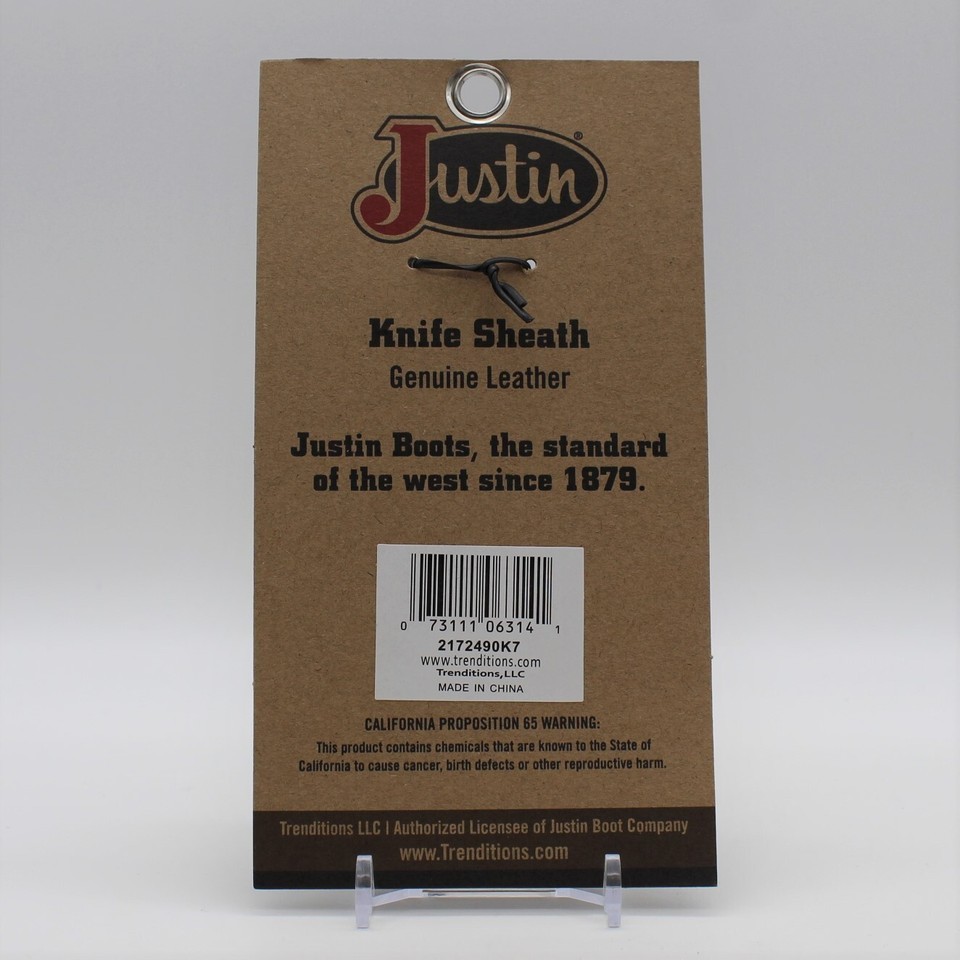 Justin®
Knife Sheath
Genuine Leather
Justin Boots, the standard
of the west since 1879.
0 73111 06314 1
2172490K7
www.trenditions.com
Trenditions,LLC
MADE IN CHINA
CALIFORNIA PROPOSITION 65 WARNING:
This product contains chemicals that are known to the State of
California to cause cancer, birth defects or other reproductive harm.
Trenditions LLC | Authorized Licensee of Justin Boot Company
www.Trenditions.com